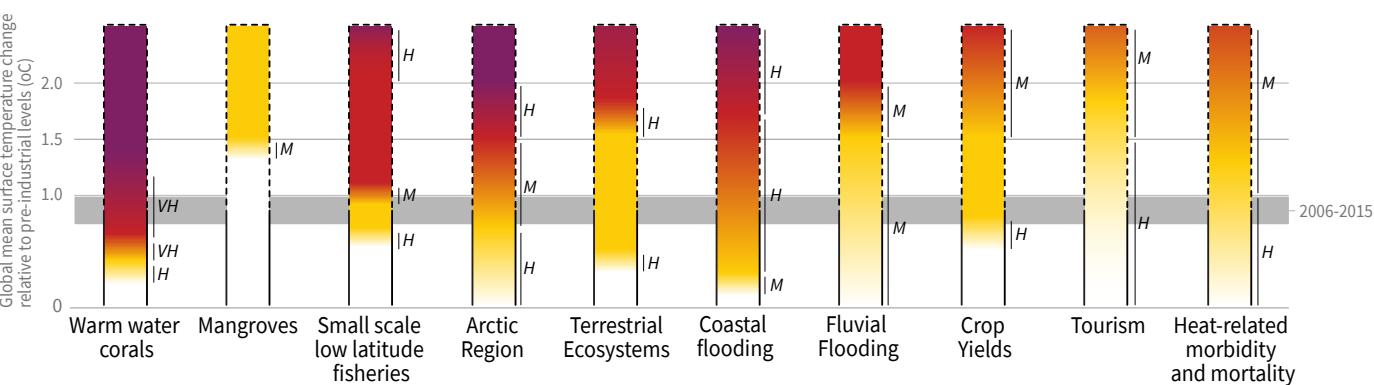 Global mean surface temperature change
relative to pre-industrial levels (oC)
2.0
1.5
1.0
0
2006-2015
VH
VH
H
M
H
M
H
H
M
H
H
H
H
H
M
M
M
M
H
M
H
M
H
Warm water
corals
Mangroves
Small scale
low latitude
fisheries
Arctic
Region
Terrestrial
Ecosystems
Coastal
flooding
Fluvial
Flooding
Crop
Yields
Tourism
Heat-related
morbidity
and mortality